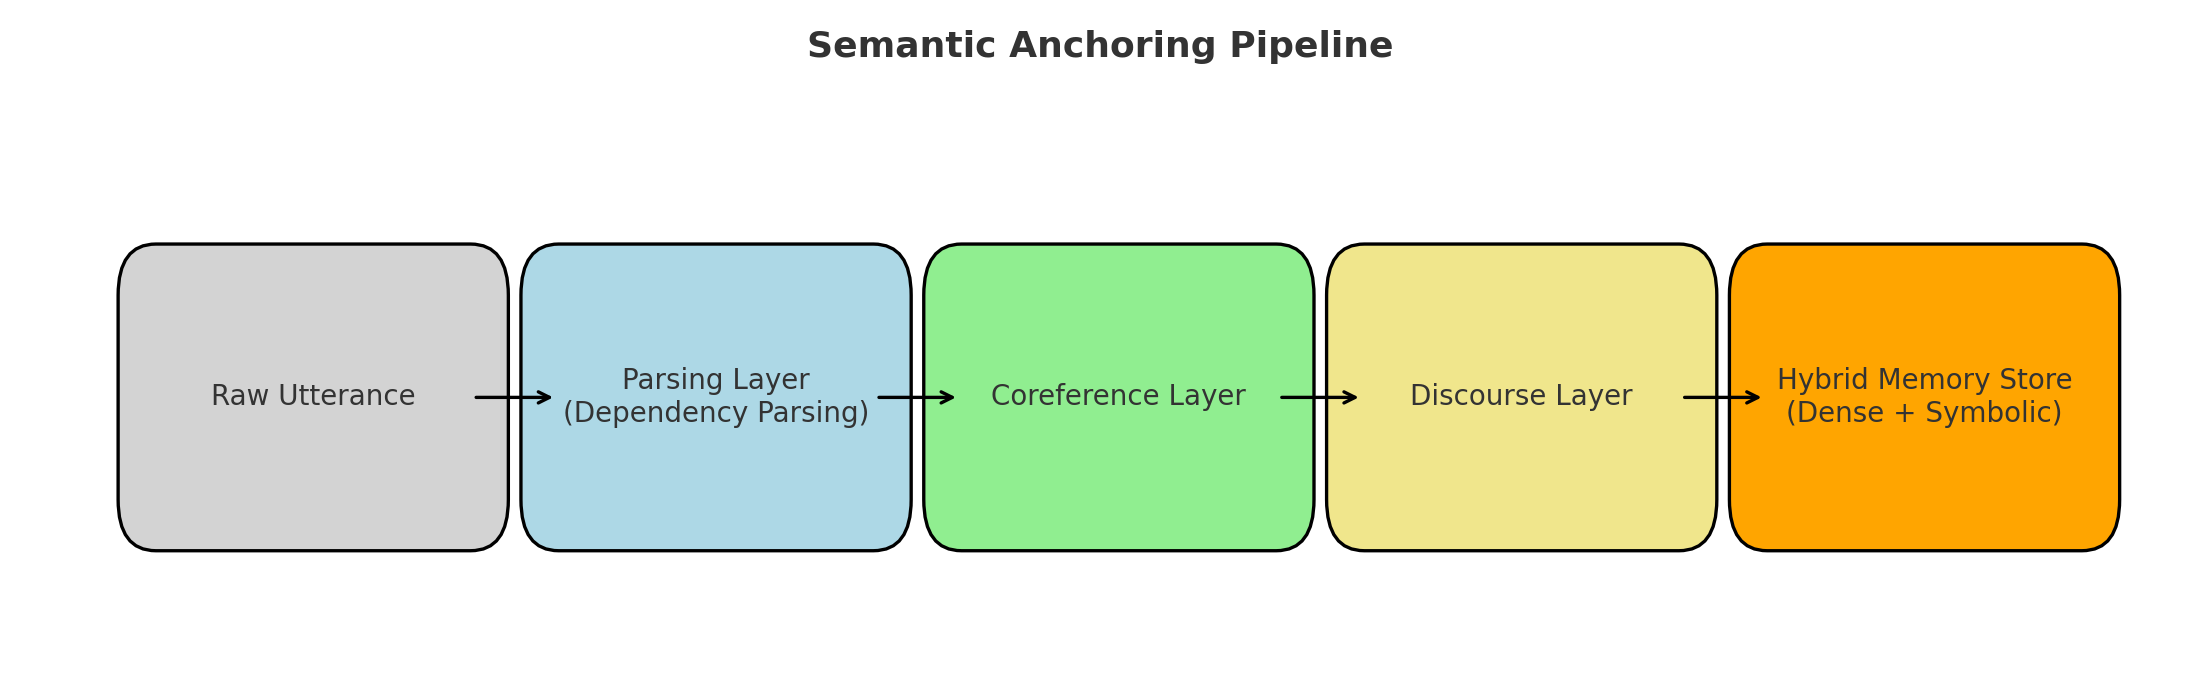 Semantic Anchoring Pipeline
Raw Utterance
Parsing Layer
(Dependency Parsing)
Coreference Layer
Discourse Layer
Hybrid Memory Store
(Dense + Symbolic)